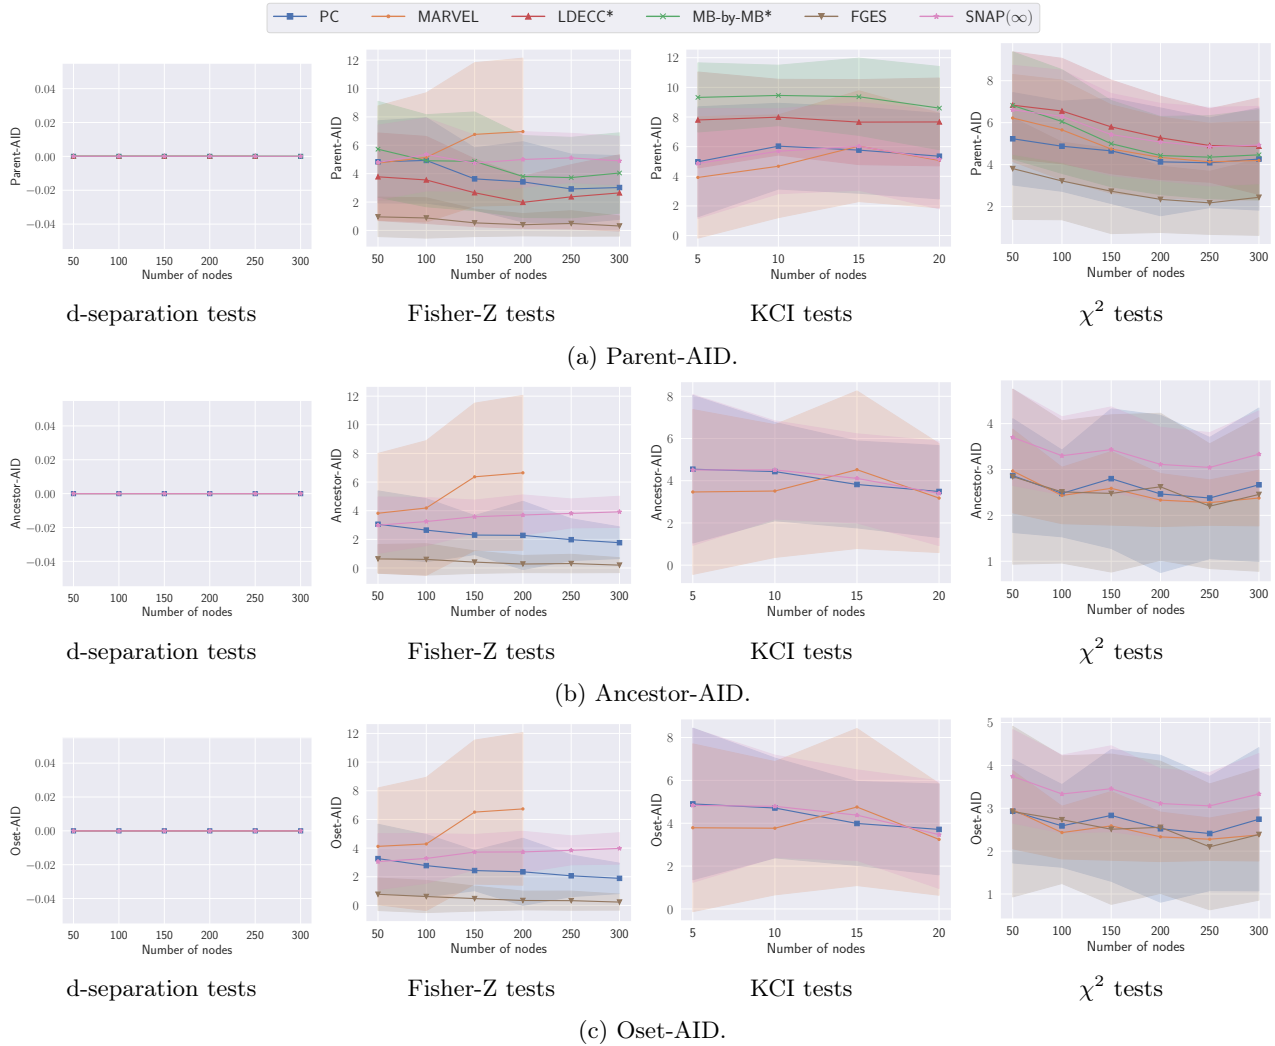 PC MARVEL LDECC* MB-by-MB* FGES SNAP(∞)
Parent-AID
0.04
0.02
0.00
−0.02
−0.04
50 100 150 200 250 300
Number of nodes
Parent-AID
12
10
8
6
4
2
0
50 100 150 200 250 300
Number of nodes
Parent-AID
12
10
8
6
4
2
0
5 10 15 20
Number of nodes
Parent-AID
8
6
4
2
50 100 150 200 250 300
Number of nodes
d-separation tests Fisher-Z tests KCI tests χ² tests
(a) Parent-AID.
Ancestor-AID
0.04
0.02
0.00
−0.02
−0.04
50 100 150 200 250 300
Number of nodes
Ancestor-AID
12
10
8
6
4
2
0
50 100 150 200 250 300
Number of nodes
Ancestor-AID
8
6
4
2
0
5 10 15 20
Number of nodes
Ancestor-AID
4
3
2
1
50 100 150 200 250 300
Number of nodes
d-separation tests Fisher-Z tests KCI tests χ² tests
(b) Ancestor-AID.
Oset-AID
0.04
0.02
0.00
−0.02
−0.04
50 100 150 200 250 300
Number of nodes
Oset-AID
12
10
8
6
4
2
0
50 100 150 200 250 300
Number of nodes
Oset-AID
8
6
4
2
0
5 10 15 20
Number of nodes
Oset-AID
5
4
3
2
1
50 100 150 200 250 300
Number of nodes
d-separation tests Fisher-Z tests KCI tests χ² tests
(c) Oset-AID.